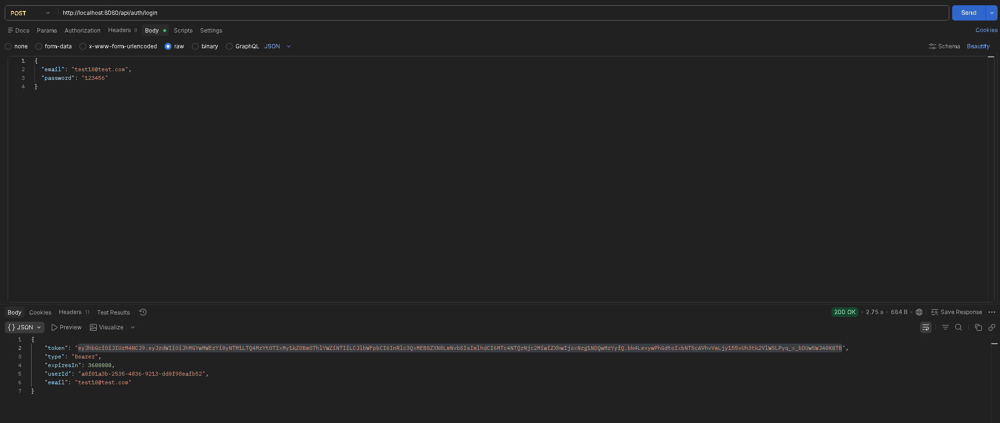 POST http://localhost:8080/api/auth/login Send
Docs Params Authorization Headers 9 Body Scripts Settings Cookies
none form-data x-www-form-urlencoded raw binary GraphQL JSON Schema Beautify
1 {
2 "email": "test10@test.com",
3 "password": "123456"
4 }
Body Cookies Headers 11 Test Results 200 OK • 2.75 s • 684 B • e.g. Save Response
{} JSON Preview Visualize
1 {
2 "token": "eyJhbGciOiJIUzM4NCJ9.eyJzdWIiOiJhMGYwMWEzYi0yNTM1LTQ4MzYtOTIxMy1kZDBmOThlYWZiNTIiLCJlbWFpbCI6InRlc3QxMEB0ZXN0LmNvbSIsImlhdCI6MTc4NTQzNjc2MiwiZXhwIjoxNzg1NDQwMzYyfQ.bk4LevywPhGdtoIxbNTScAVhvVmLjy155vUh3tk2VlWSLPyq_x_bDUw5WJ40K0TB",
3 "type": "Bearer",
4 "expiresIn": 3600000,
5 "userId": "a0f01a3b-2535-4836-9213-dd0f98eafb52",
6 "email": "test10@test.com"
7 }